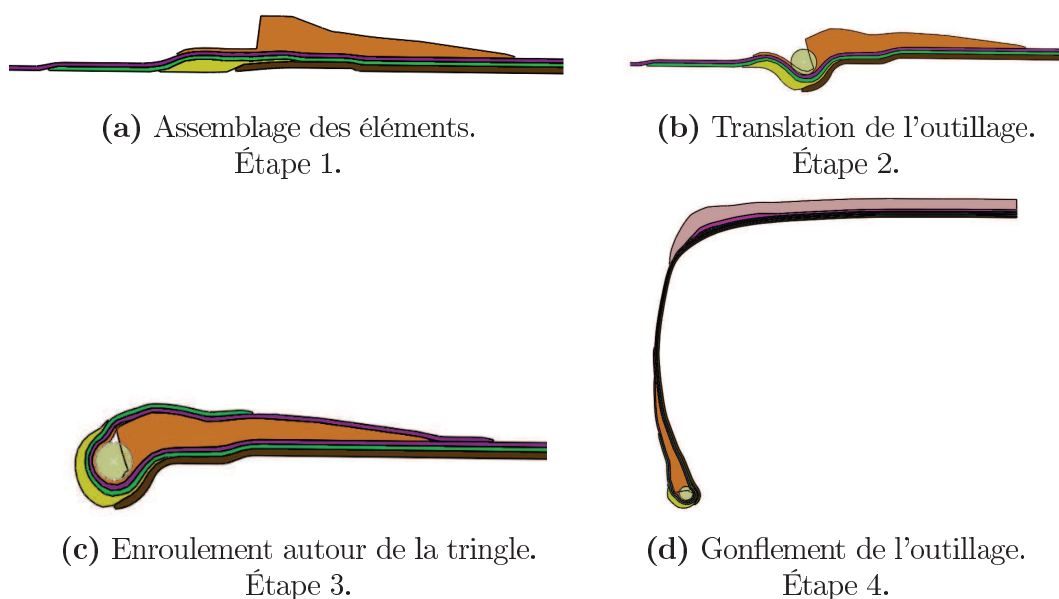 (a) Assemblage des éléments.
Étape 1.
(b) Translation de l'outillage.
Étape 2.
(c) Enroulement autour de la tringle.
Étape 3.
(d) Gonflement de l'outillage.
Étape 4.